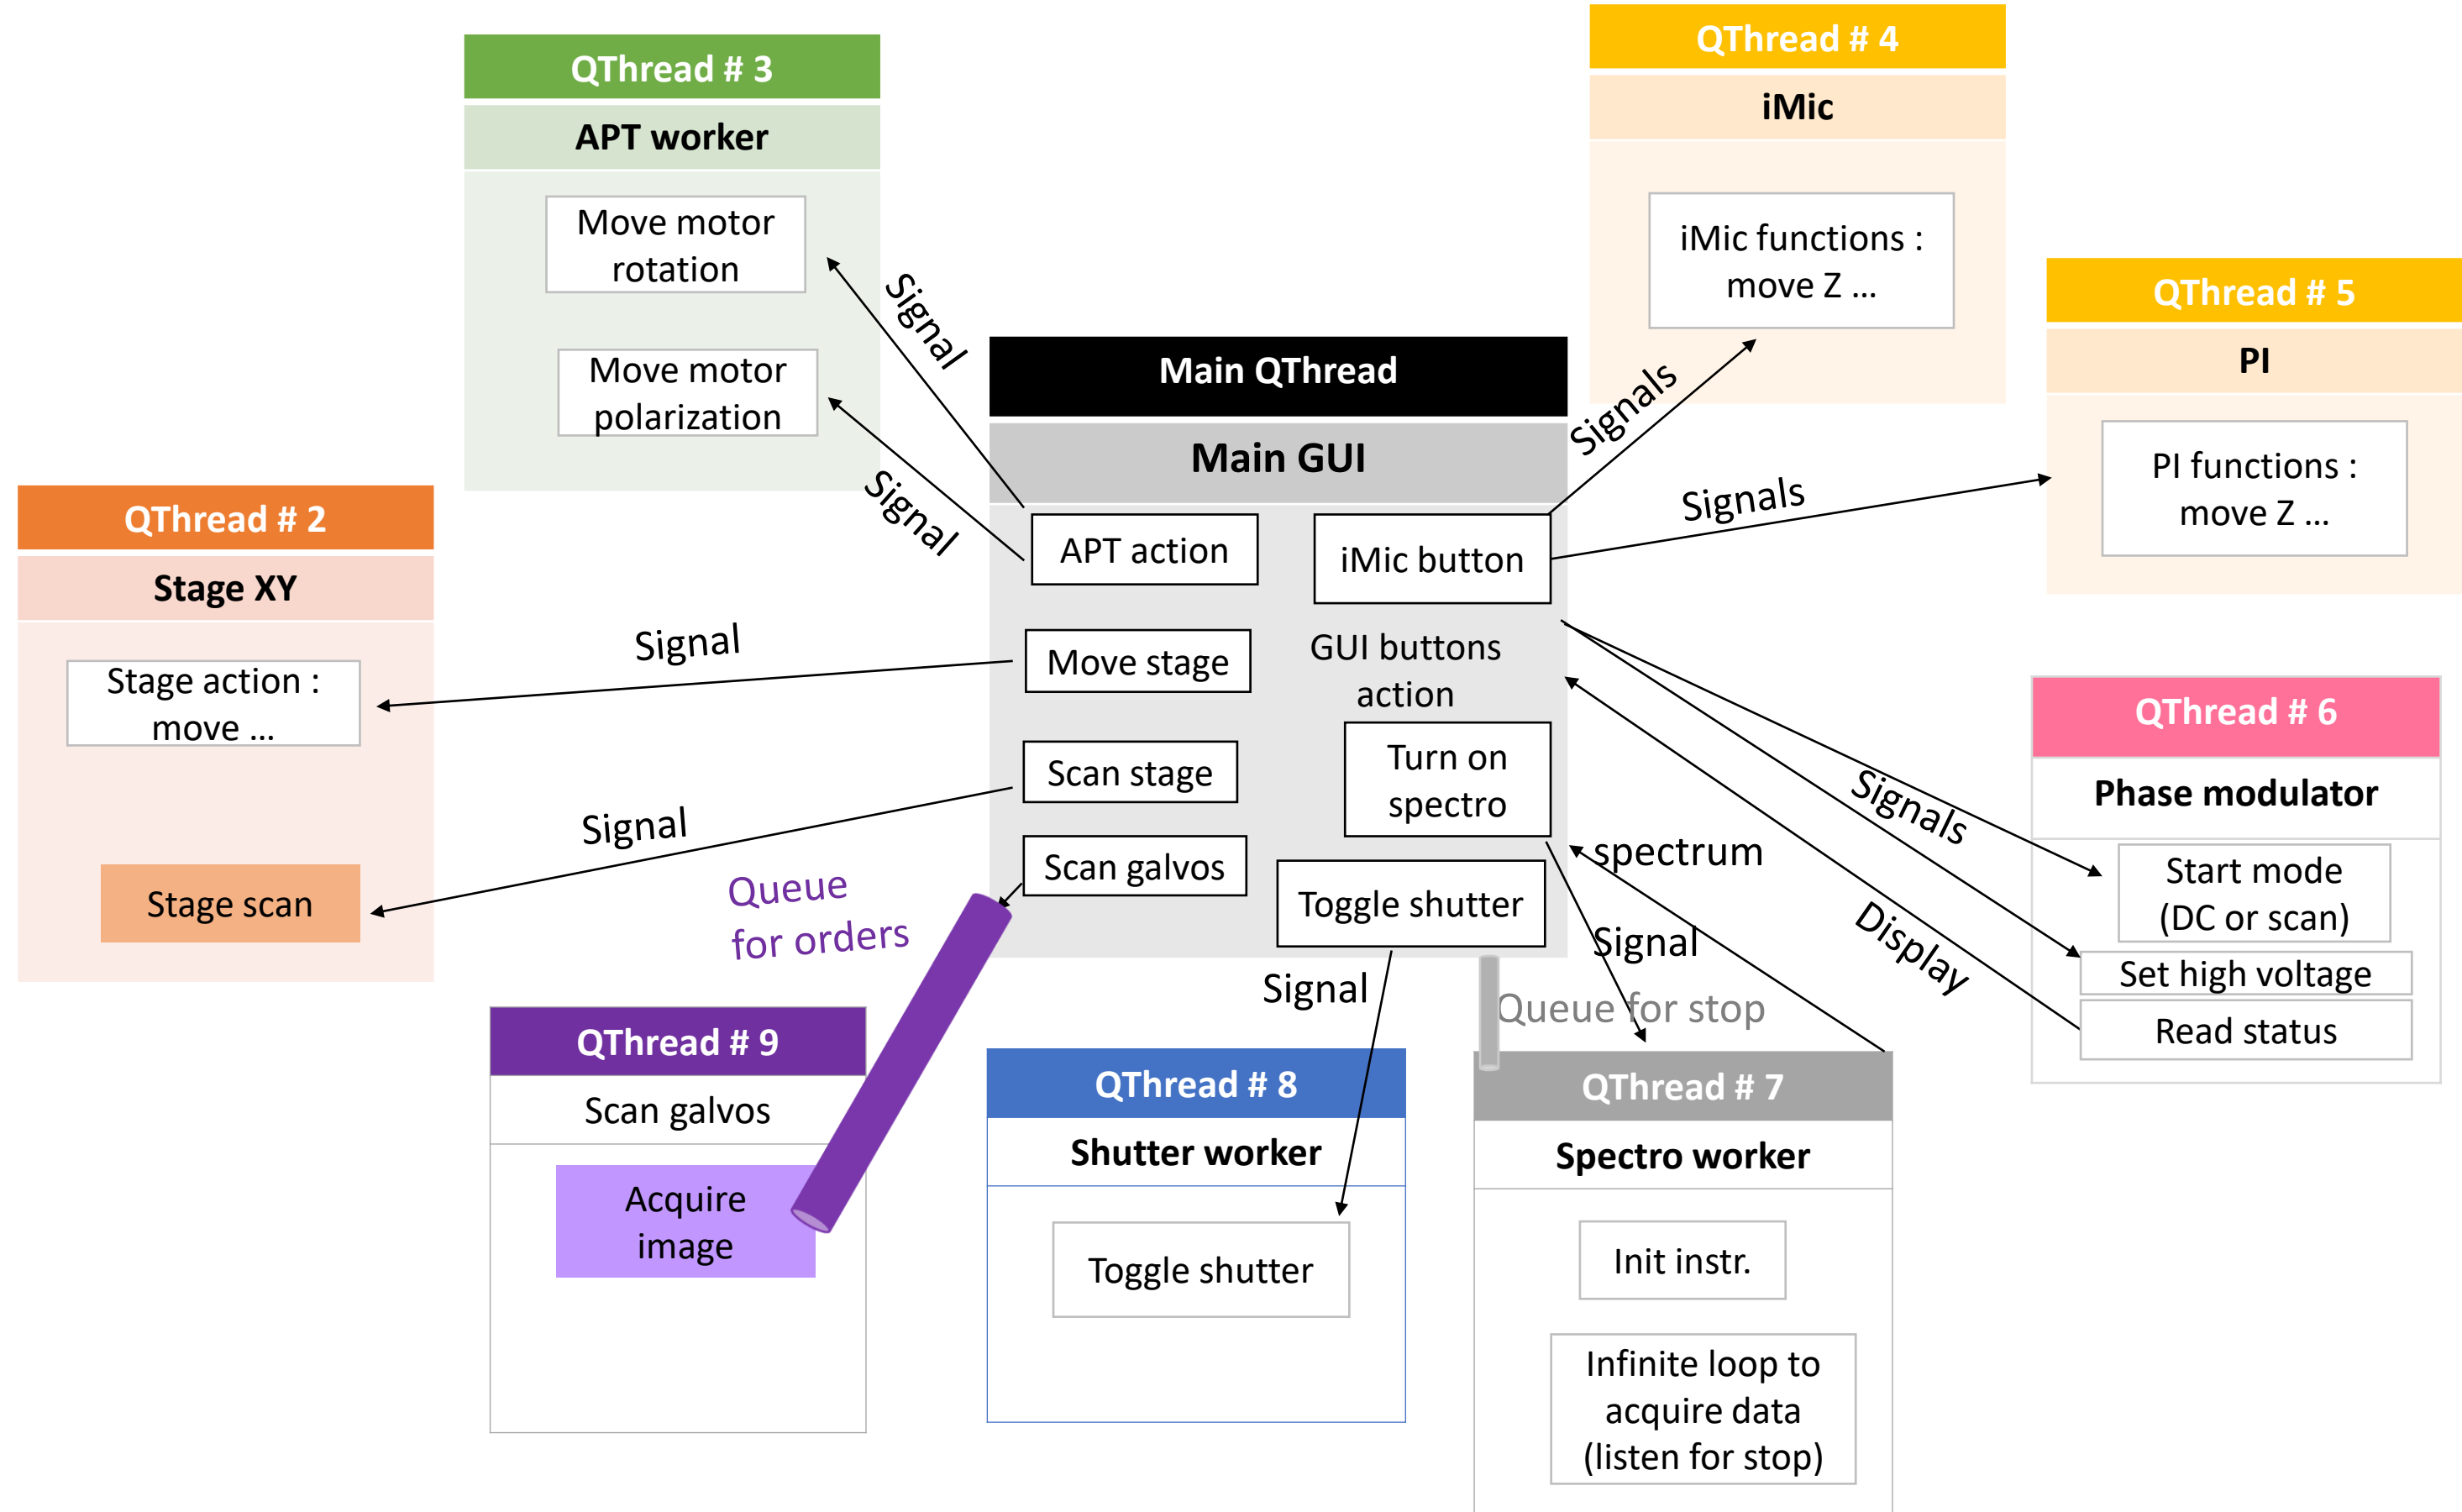 QThread # 3
APT worker
Move motor
rotation
Move motor
polarization
QThread # 4
iMic
iMic functions :
move Z ...
QThread # 5
PI
PI functions :
move Z ...
QThread # 2
Stage XY
Stage action :
move ...
Stage scan
Signal
Signal
Signal
Signal
Signals
Signals
Main QThread
Main GUI
APT action
iMic button
Move stage
GUI buttons
action
Scan stage
Turn on
spectro
Scan galvos
Toggle shutter
Queue
for orders
Signal
spectrum
Signal
Queue for stop
Signals
Display
QThread # 6
Phase modulator
Start mode
(DC or scan)
Set high voltage
Read status
QThread # 9
Scan galvos
Acquire
image
QThread # 8
Shutter worker
Toggle shutter
QThread # 7
Spectro worker
Init instr.
Infinite loop to
acquire data
(listen for stop)